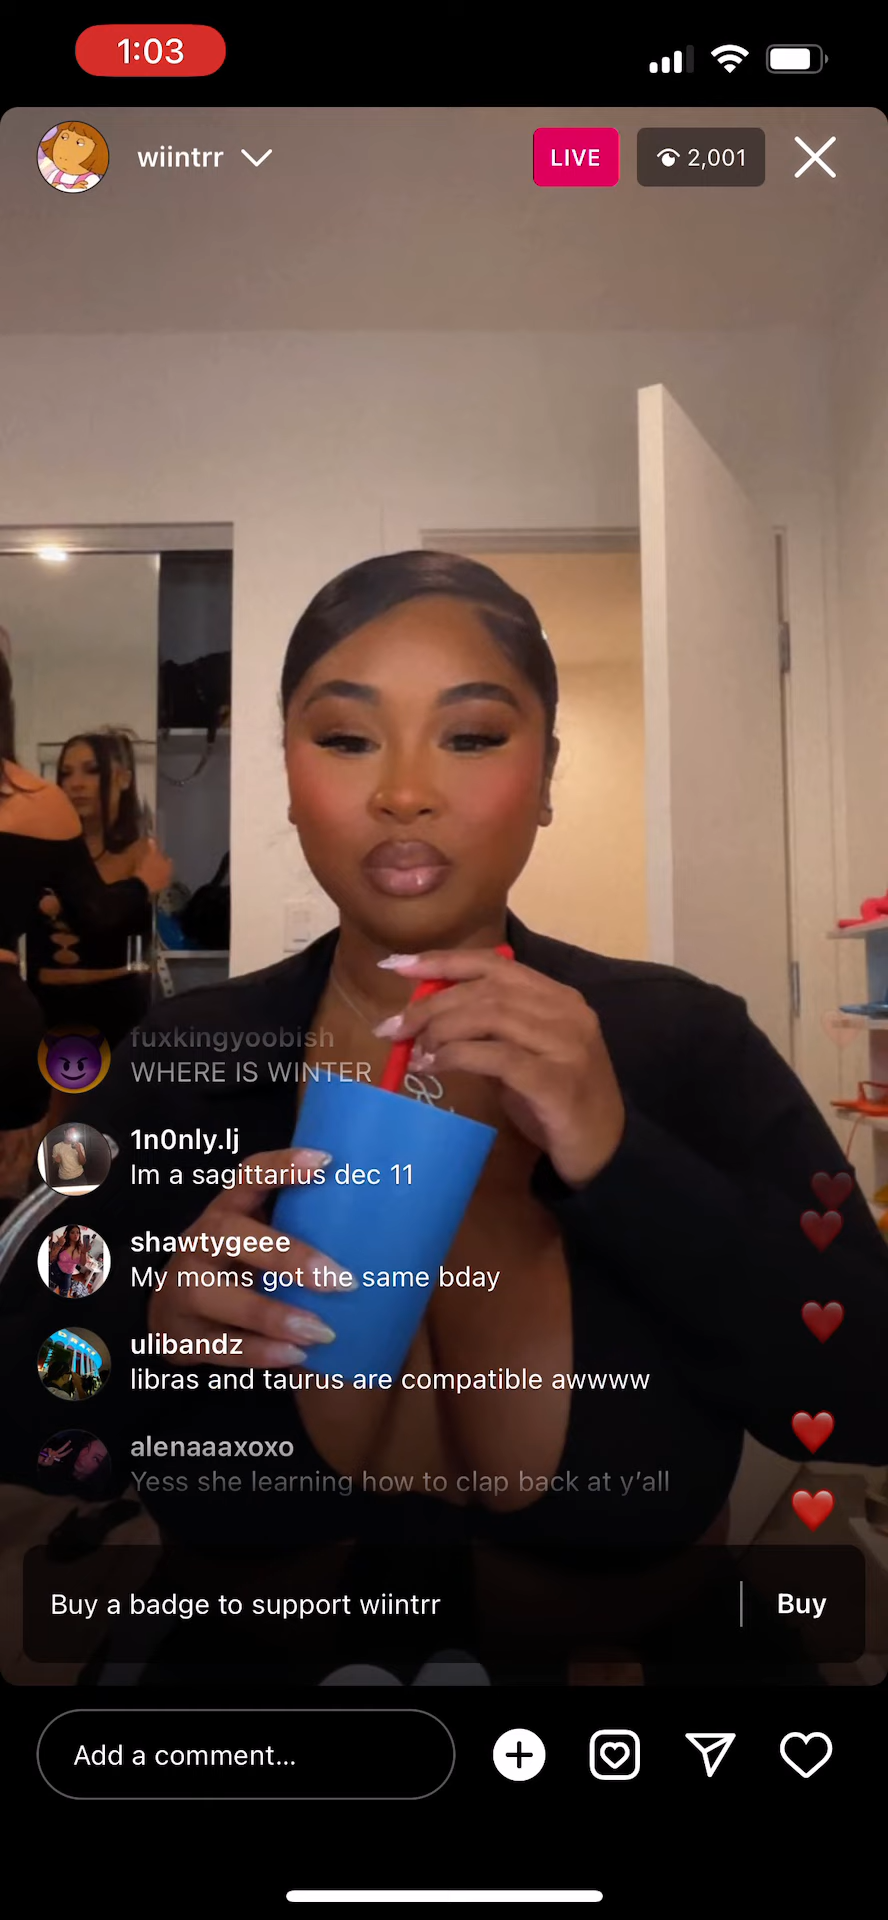 1:03
wiintrr
LIVE
2,001
fuxkingyoobish
WHERE IS WINTER
1n0nly.lj
Im a sagittarius dec 11
shawtygeee
My moms got the same bday
ulibandz
libras and taurus are compatible awwww
alenaaaxoxo
Yess she learning how to clap back at y’all
Buy a badge to support wiintrr
Buy
Add a comment...